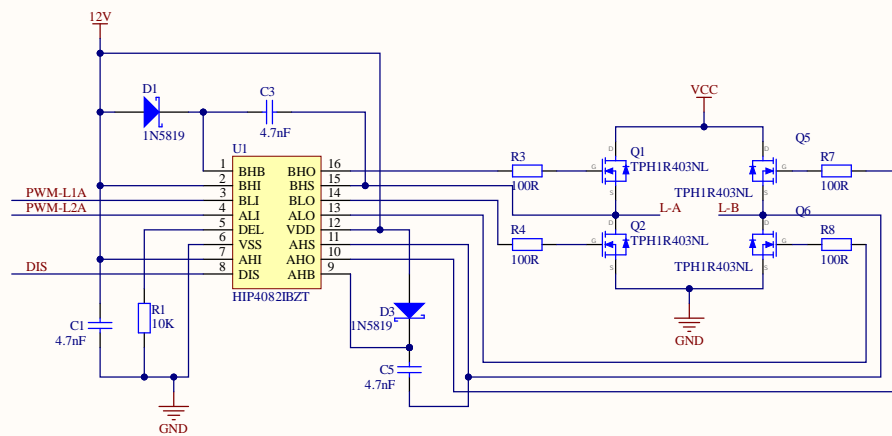 12V
D1
1N5819
C3
4.7nF
VCC
U1
1 BHB BHO 16
2 BHI BHS 15
3 BLI BLO 14
4 ALI ALO 13
5 DEL VDD 12
6 VSS AHS 11
7 AHI AHO 10
8 DIS AHB 9
HIP4082IBZT
PWM-L1A
PWM-L2A
DIS
R3
100R
Q1
TPH1R403NL
D
G
S
Q5
TPH1R403NL
D
G
S
R7
100R
L-A
L-B
R4
100R
Q2
TPH1R403NL
D
G
S
Q6
TPH1R403NL
D
G
S
R8
100R
C1
4.7nF
R1
10K
D3
1N5819
C5
4.7nF
GND
GND